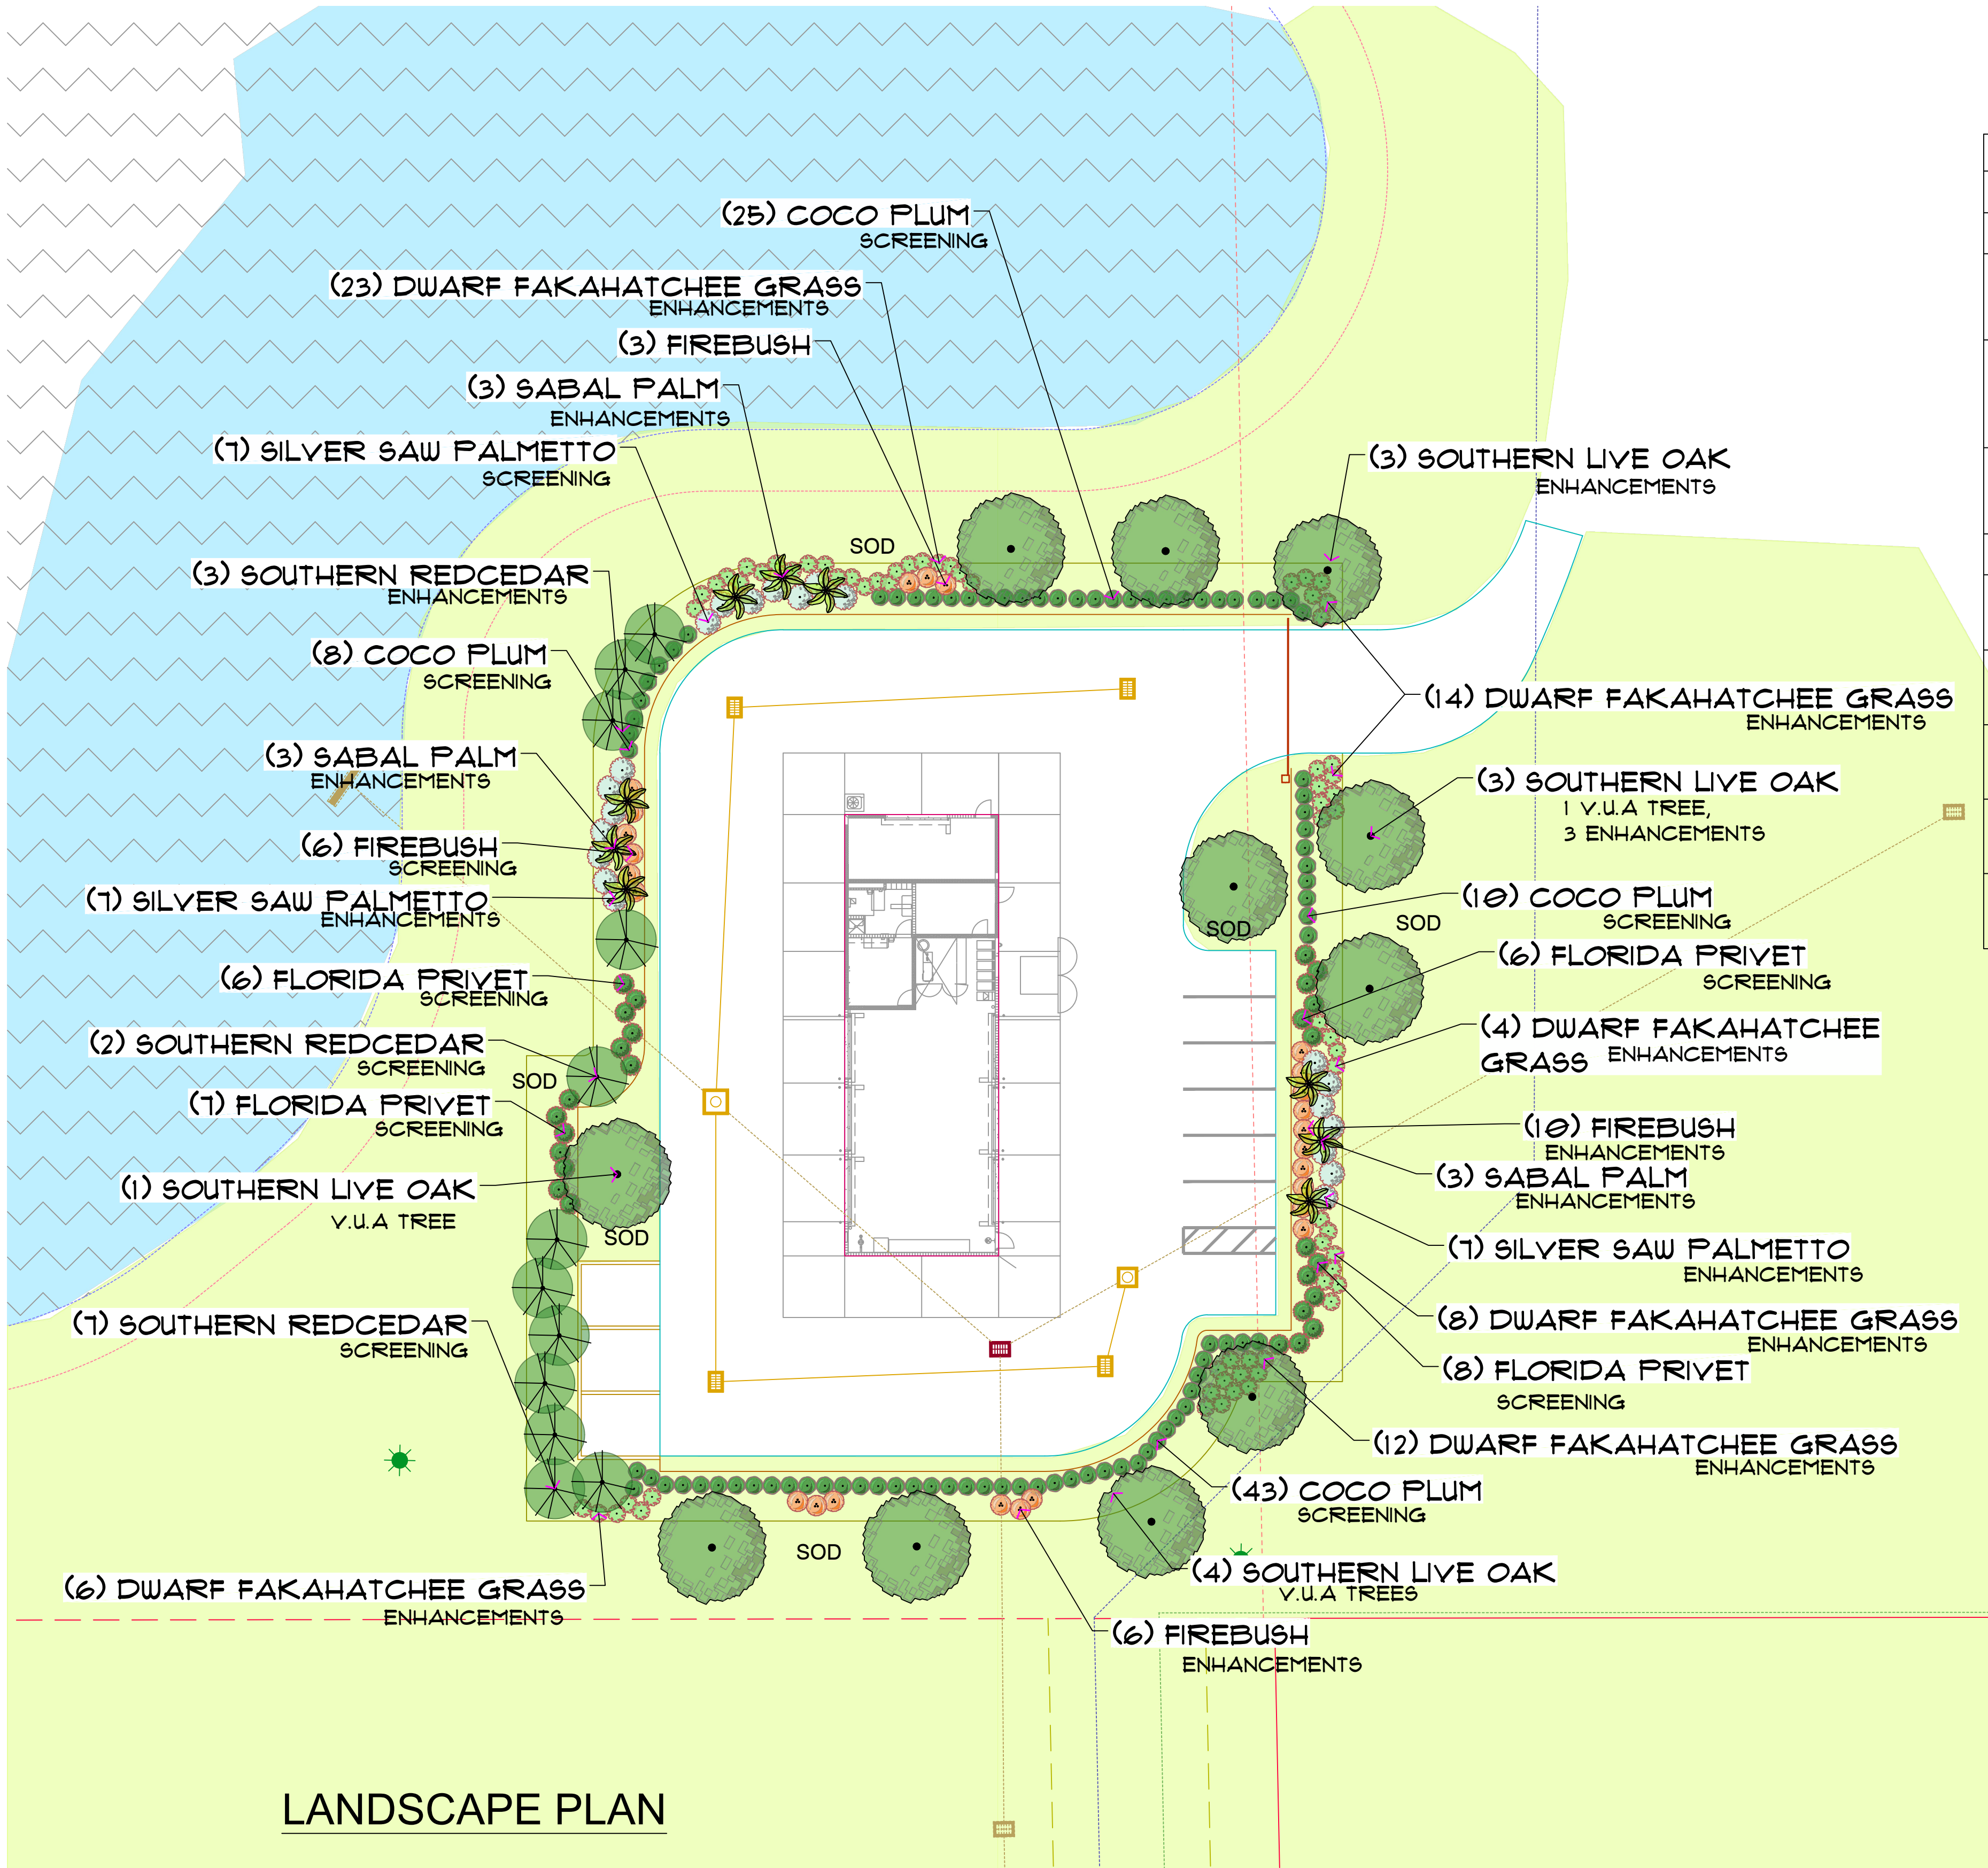 (25) COCO PLUM
SCREENING
(23) DWARF FAKAHATCHEE GRASS
ENHANCEMENTS
(3) FIREBUSH
(3) SABAL PALM
ENHANCEMENTS
(7) SILVER SAW PALMETTO
SCREENING
(3) SOUTHERN LIVE OAK
ENHANCEMENTS
SOD
(3) SOUTHERN REDCEDAR
ENHANCEMENTS
(8) COCO PLUM
SCREENING
(14) DWARF FAKAHATCHEE GRASS
ENHANCEMENTS
(3) SABAL PALM
ENHANCEMENTS
(3) SOUTHERN LIVE OAK
1 V.U.A TREE,
3 ENHANCEMENTS
(6) FIREBUSH
SCREENING
(7) SILVER SAW PALMETTO
ENHANCEMENTS
(10) COCO PLUM
SCREENING
SOD
SOD
(6) FLORIDA PRIVET
SCREENING
(6) FLORIDA PRIVET
SCREENING
(2) SOUTHERN REDCEDAR
SCREENING
(4) DWARF FAKAHATCHEE
GRASS ENHANCEMENTS
SOD
(7) FLORIDA PRIVET
SCREENING
(10) FIREBUSH
ENHANCEMENTS
(1) SOUTHERN LIVE OAK
V.U.A TREE
(3) SABAL PALM
ENHANCEMENTS
SOD
(7) SILVER SAW PALMETTO
ENHANCEMENTS
(7) SOUTHERN REDCEDAR
SCREENING
(8) DWARF FAKAHATCHEE GRASS
ENHANCEMENTS
(8) FLORIDA PRIVET
SCREENING
(12) DWARF FAKAHATCHEE GRASS
ENHANCEMENTS
(43) COCO PLUM
SCREENING
SOD
(4) SOUTHERN LIVE OAK
V.U.A TREES
(6) DWARF FAKAHATCHEE GRASS
ENHANCEMENTS
(6) FIREBUSH
ENHANCEMENTS
LANDSCAPE PLAN